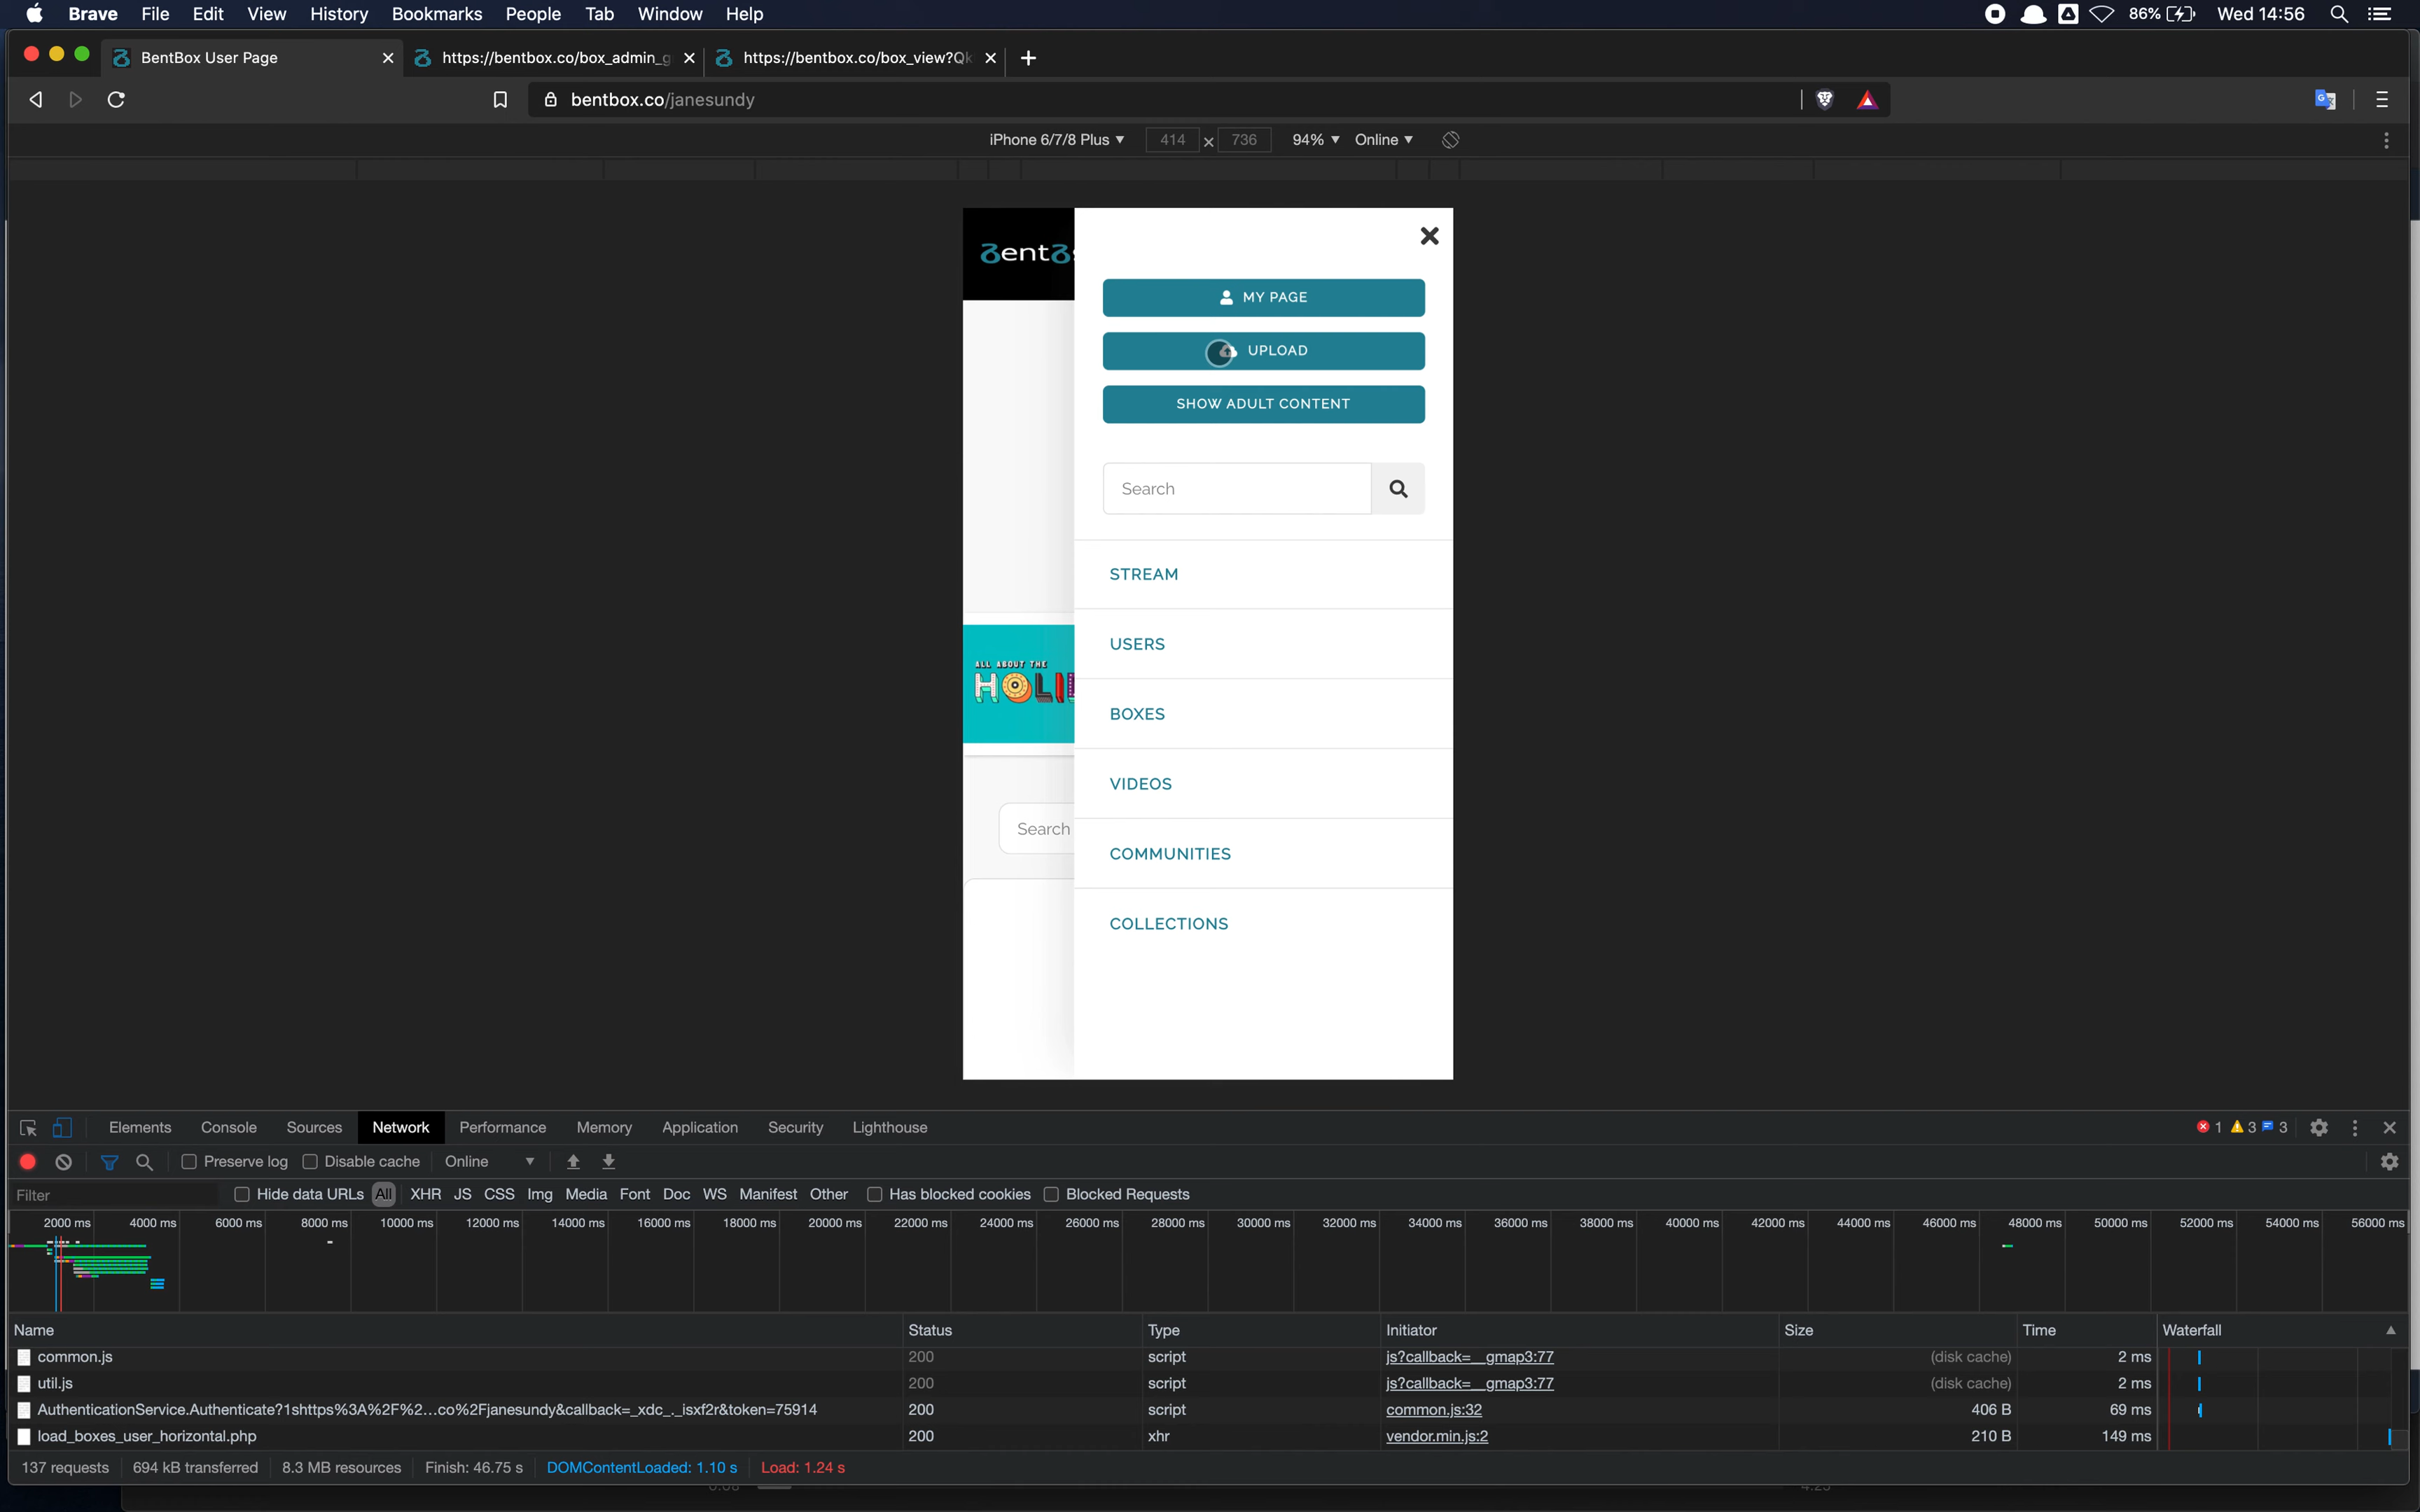 Brave File Edit View History Bookmarks People Tab Window Help 86% Wed 14:56
BentBox User Page https://bentbox.co/box_admin_g https://bentbox.co/box_view?Qk
bentbox.co/janesundy
iPhone 6/7/8 Plus 414 × 736 94% Online
MY PAGE
UPLOAD
SHOW ADULT CONTENT
Search
STREAM
USERS
BOXES
VIDEOS
COMMUNITIES
COLLECTIONS
ALL ABOUT THE
Search
Elements Console Sources Network Performance Memory Application Security Lighthouse 1 3 3
Preserve log Disable cache Online
Filter Hide data URLs All XHR JS CSS Img Media Font Doc WS Manifest Other Has blocked cookies Blocked Requests
2000 ms 4000 ms 6000 ms 8000 ms 10000 ms 12000 ms 14000 ms 16000 ms 18000 ms 20000 ms 22000 ms 24000 ms 26000 ms 28000 ms 30000 ms 32000 ms 34000 ms 36000 ms 38000 ms 40000 ms 42000 ms 44000 ms 46000 ms 48000 ms 50000 ms 52000 ms 54000 ms 56000 ms
Name Status Type Initiator Size Time Waterfall
common.js 200 script js?callback=__gmap3:77 (disk cache) 2 ms
util.js 200 script js?callback=__gmap3:77 (disk cache) 2 ms
AuthenticationService.Authenticate?1shttps%3A%2F%2…co%2Fjanesundy&callback=_xdc_._isxf2r&token=75914 200 script common.js:32 406 B 69 ms
load_boxes_user_horizontal.php 200 xhr vendor.min.js:2 210 B 149 ms
137 requests 694 kB transferred 8.3 MB resources Finish: 46.75 s DOMContentLoaded: 1.10 s Load: 1.24 s